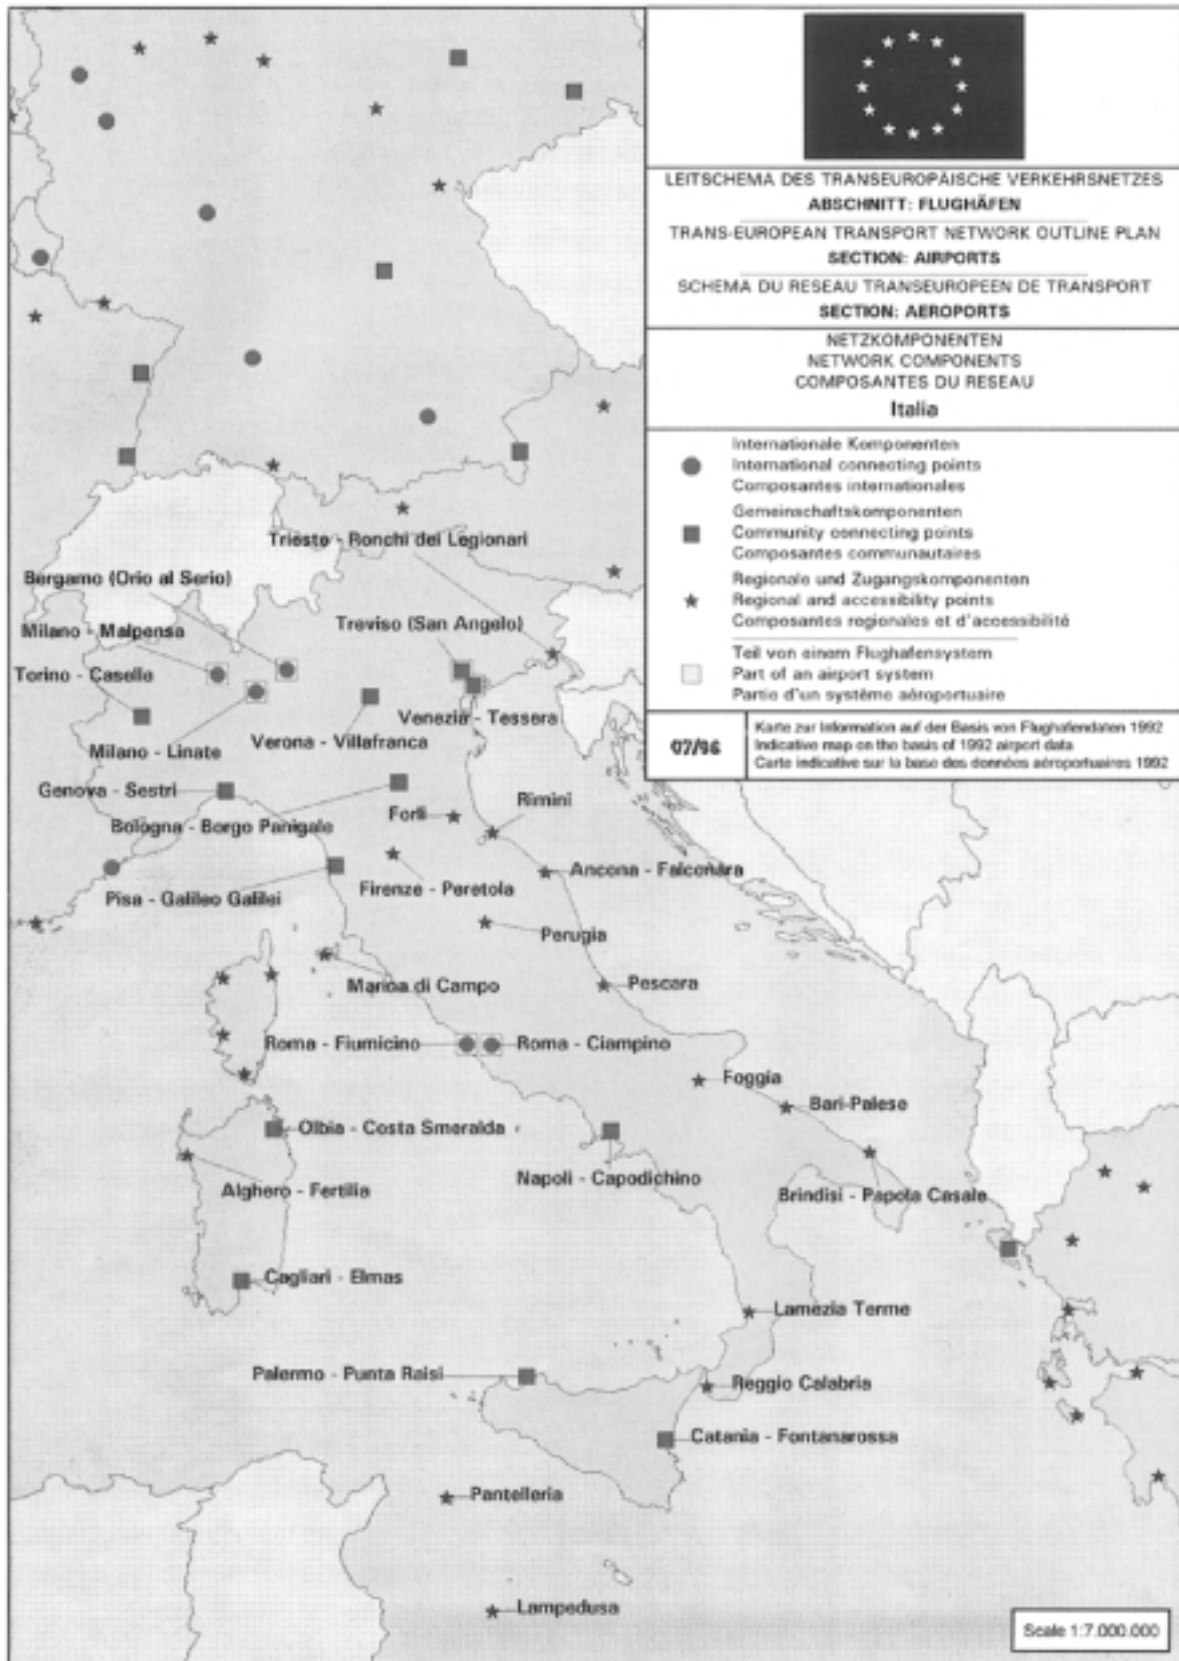 LEITSCHEMA DES TRANSEUROPÄISCHE VERKEHRSNETZES
ABSCHNITT: FLUGHÄFEN
TRANS-EUROPEAN TRANSPORT NETWORK OUTLINE PLAN
SECTION: AIRPORTS
SCHEMA DU RESEAU TRANSEUROPEEN DE TRANSPORT
SECTION: AEROPORTS
NETZKOMPONENTEN
NETWORK COMPONENTS
COMPOSANTES DU RESEAU
Italia
Internationale Komponenten
International connecting points
Composantes internationales
Gemeinschaftskomponenten
Community connecting points
Composantes communautaires
Regionale und Zugangskomponenten
Regional and accessibility points
Composantes regionales et d'accessibilité
Teil von einem Flughafensystem
Part of an airport system
Partie d'un système aéroportuaire
07/96
Karte zur Information auf der Basis von Flughafendaten 1992
Indicative map on the basis of 1992 airport data
Carte indicative sur la base des données aéroportuaires 1992
Trieste - Ronchi dei Legionari
Bergamo (Orio al Serio)
Treviso (San Angelo)
Milano - Malpensa
Torino - Caselle
Venezia - Tessera
Verona - Villafranca
Milano - Linate
Genova - Sestri
Rimini
Forlì
Bologna - Borgo Panigale
Ancona - Falconara
Firenze - Peretola
Pisa - Galileo Galilei
Perugia
Marina di Campo
Pescara
Roma - Fiumicino
Roma - Ciampino
Foggia
Bari-Palese
Olbia - Costa Smeralda
Napoli - Capodichino
Alghero - Fertilia
Brindisi - Papola Casale
Cagliari - Elmas
Lamezia Terme
Palermo - Punta Raisi
Reggio Calabria
Catania - Fontanarossa
Pantelleria
Lampedusa
Scale 1:7.000.000